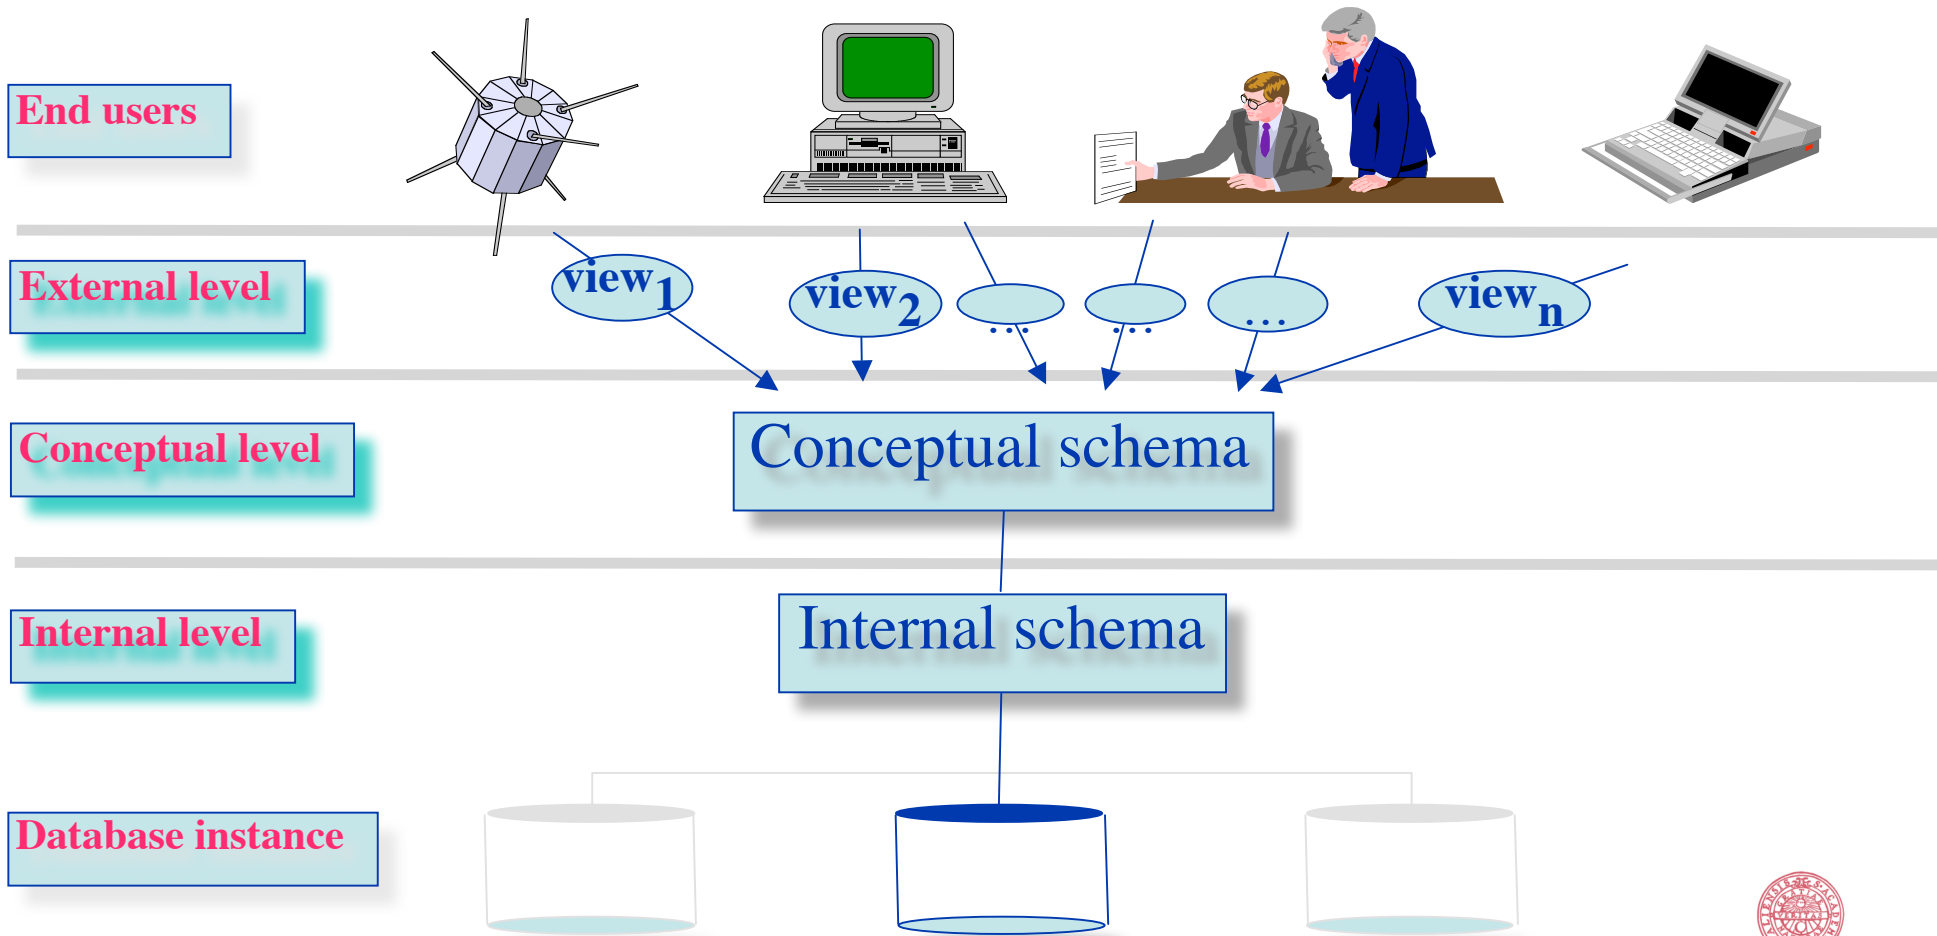 End users
External level
view1
view2
...
...
...
viewn
Conceptual level
Conceptual schema
Internal level
Internal schema
Database instance